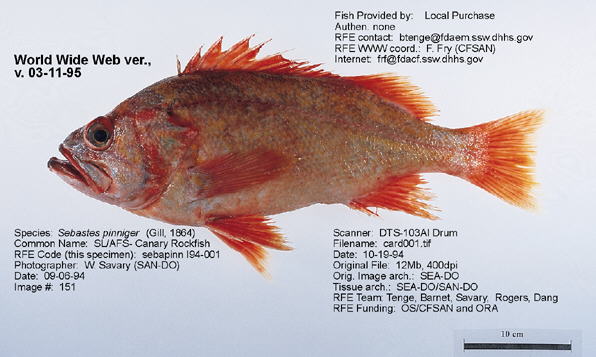 Fish Provided by: Local Purchase
Authen. none
RFE contact: btenge@fdaem.ssw.dhhs.gov
RFE WWW coord.: F. Fry (CFSAN)
Internet: frf@fdacf.ssw.dhhs.gov
World Wide Web ver.,
v. 03-11-95
Species: Sebastes pinniger (Gill, 1864)
Common Name: SL/AFS- Canary Rockfish
RFE Code (this specimen): sebapinn I94-001
Photographer: W. Savary (SAN-DO)
Date: 09-06-94
Image #: 151
Scanner: DTS-103AI Drum
Filename: card001.tif
Date: 10-19-94
Original File: 12Mb, 400dpi
Orig. Image arch.: SEA-DO
Tissue arch.: SEA-DO/SAN-DO
RFE Team: Tenge, Barnet, Savary, Rogers, Dang
RFE Funding: OS/CFSAN and ORA
10 cm